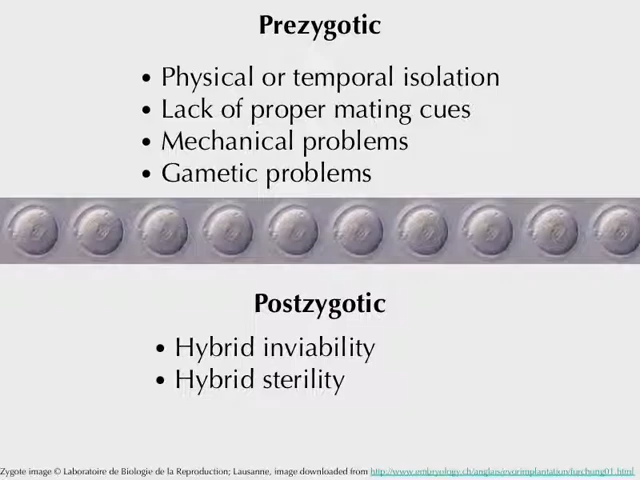 Prezygotic
• Physical or temporal isolation
• Lack of proper mating cues
• Mechanical problems
• Gametic problems
Postzygotic
• Hybrid inviability
• Hybrid sterility
Zygote image © Laboratoire de Biologie de la Reproduction; Lausanne, image downloaded from